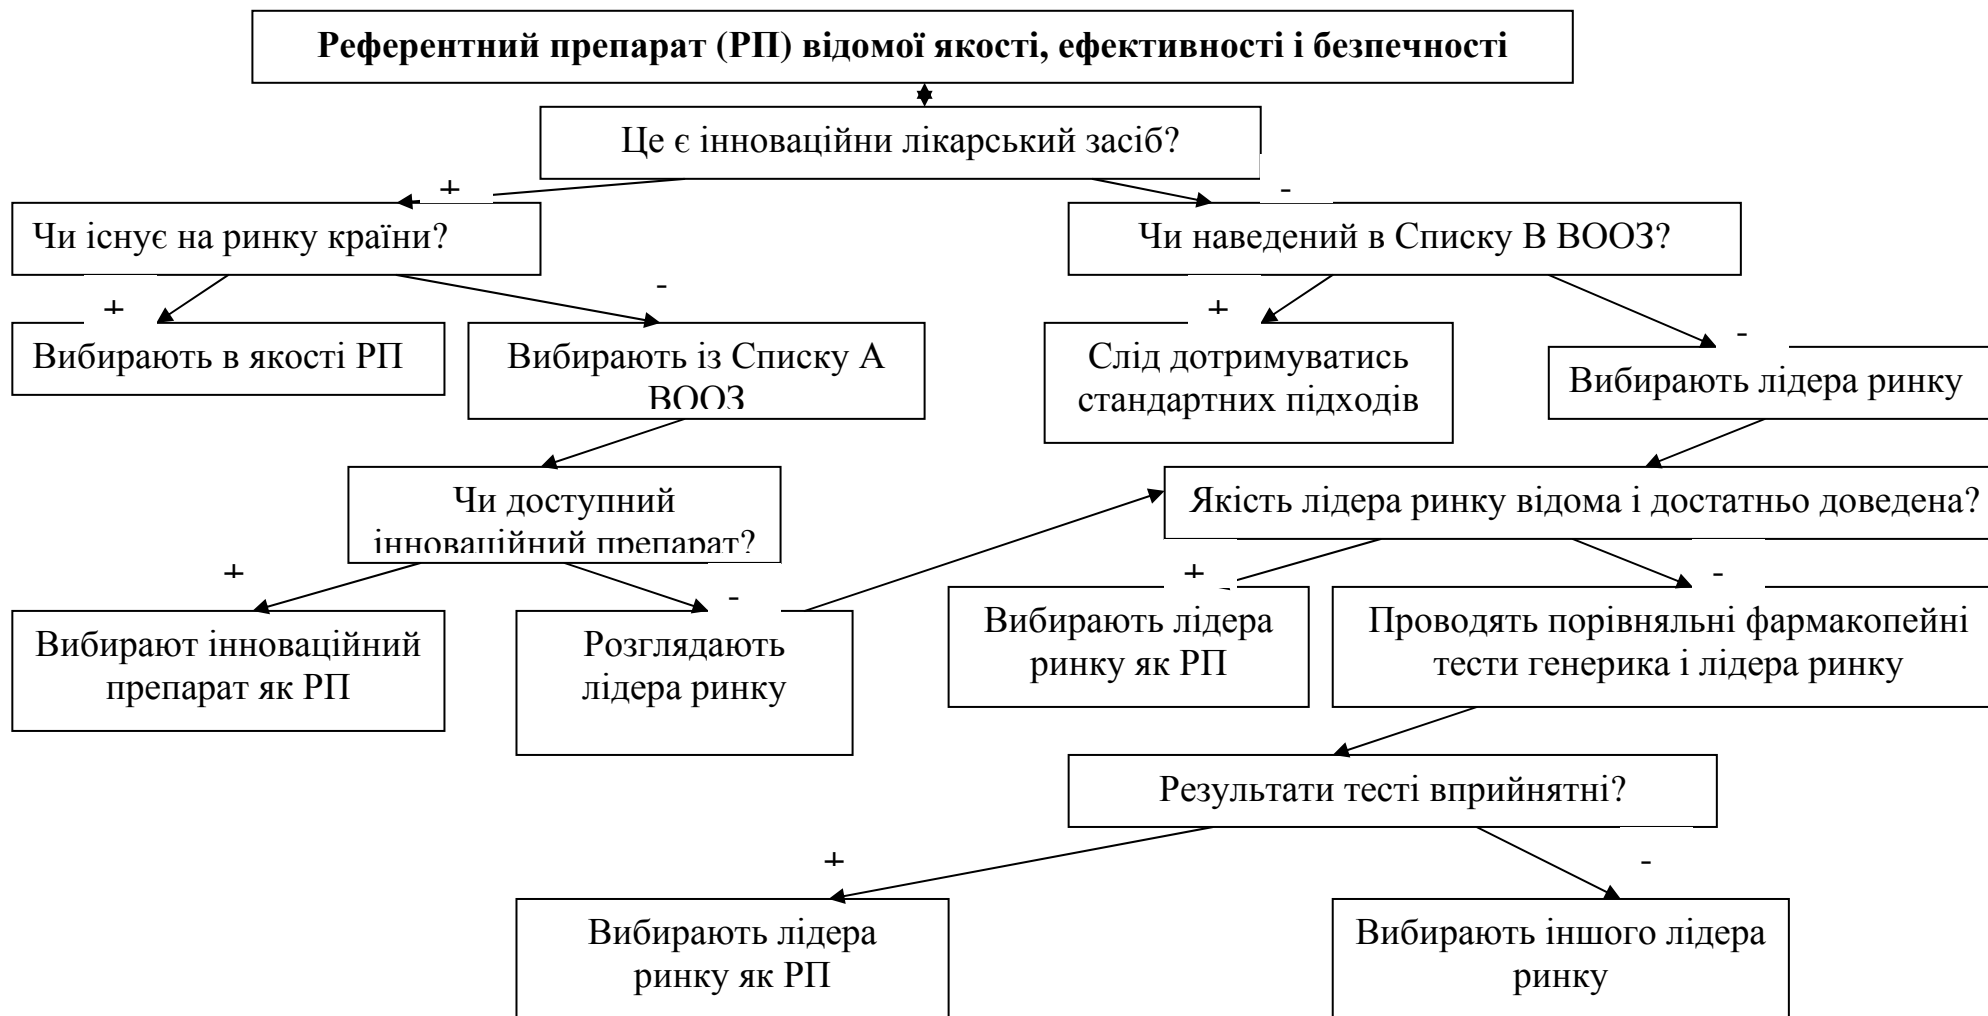 Референтний препарат (РП) відомої якості, ефективності і безпечності
Це є інноваційни лікарський засіб?
+
-
Чи існує на ринку країни?
Чи наведений в Списку В ВООЗ?
+
-
+
-
Вибирають в якості РП
Вибирають із Списку А
ВООЗ
Слід дотримуватись
стандартних підходів
Вибирають лідера ринку
Чи доступний
інноваційний препарат?
Якість лідера ринку відома і достатньо доведена?
+
-
+
-
Вибирают інноваційний
препарат як РП
Розглядають
лідера ринку
Вибирають лідера
ринку як РП
Проводять порівняльні фармакопейні
тести генерика і лідера ринку
Результати тесті вприйнятні?
+
-
Вибирають лідера
ринку як РП
Вибирають іншого лідера
ринку